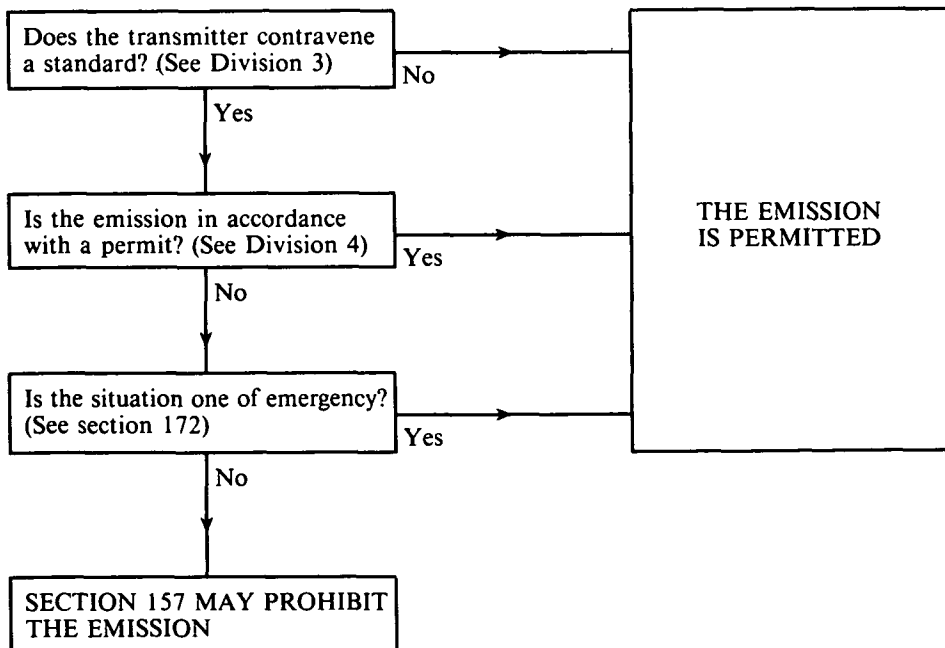 Does the transmitter contravene
a standard? (See Division 3)
No
Yes
Is the emission in accordance
with a permit? (See Division 4)
Yes
No
Is the situation one of emergency?
(See section 172)
Yes
No
SECTION 157 MAY PROHIBIT
THE EMISSION
THE EMISSION
IS PERMITTED